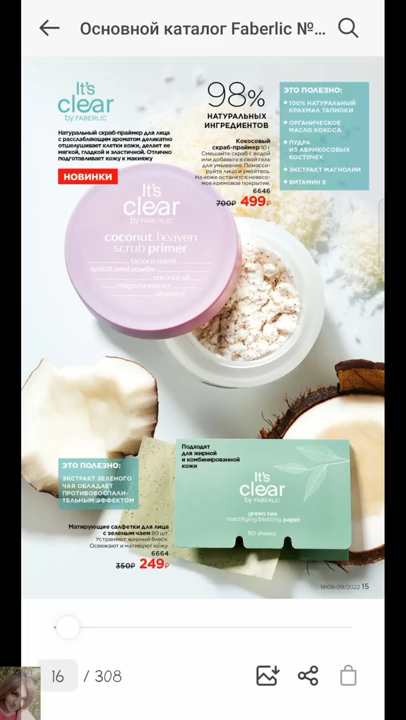 Основной каталог Faberlic №...
It's
clear
by FABERLIC
Натуральный скраб-праймер для лица
с расслабляющим ароматом деликатно
отшелушивает клетки кожи, делает ее
мягкой, гладкой и эластичной. Отлично
подготавливает кожу к макияжу
НОВИНКИ
98%
НАТУРАЛЬНЫХ
ИНГРЕДИЕНТОВ
Кокосовый
скраб-праймер 10 г
Смешайте скраб с водой
или добавьте в свой гель
для умывания. Помасси-
руйте лицо и умойтесь.
На коже останется невесо-
мое кремовое покрытие.
6646
700₽ 499₽
ЭТО ПОЛЕЗНО:
100% НАТУРАЛЬНЫЙ
КРАХМАЛ ТАПИОКИ
ОРГАНИЧЕСКОЕ
МАСЛО КОКОСА
ПУДРА
ИЗ АБРИКОСОВЫХ
КОСТОЧЕК
ЭКСТРАКТ МАГНОЛИИ
ВИТАМИН Е
It's
clear
by FABERLIC
coconut heaven
scrub primer
tapioca starch
apricot seed powder
coconut oil
magnolia extract
vitamin E
Подходят
для жирной
и комбинированной
кожи
It's
clear
by FABERLIC
green tea
mattifying blotting paper
80 sheets
ЭТО ПОЛЕЗНО:
ЭКСТРАКТ ЗЕЛЕНОГО
ЧАЯ ОБЛАДАЕТ
ПРОТИВОВОСПАЛИ-
ТЕЛЬНЫМ ЭФФЕКТОМ
Матирующие салфетки для лица
с зеленым чаем 80 шт.
Устраняют жирный блеск.
Освежают и матируют кожу.
6664
350₽ 249₽
№08-09/2022 15
16 / 308